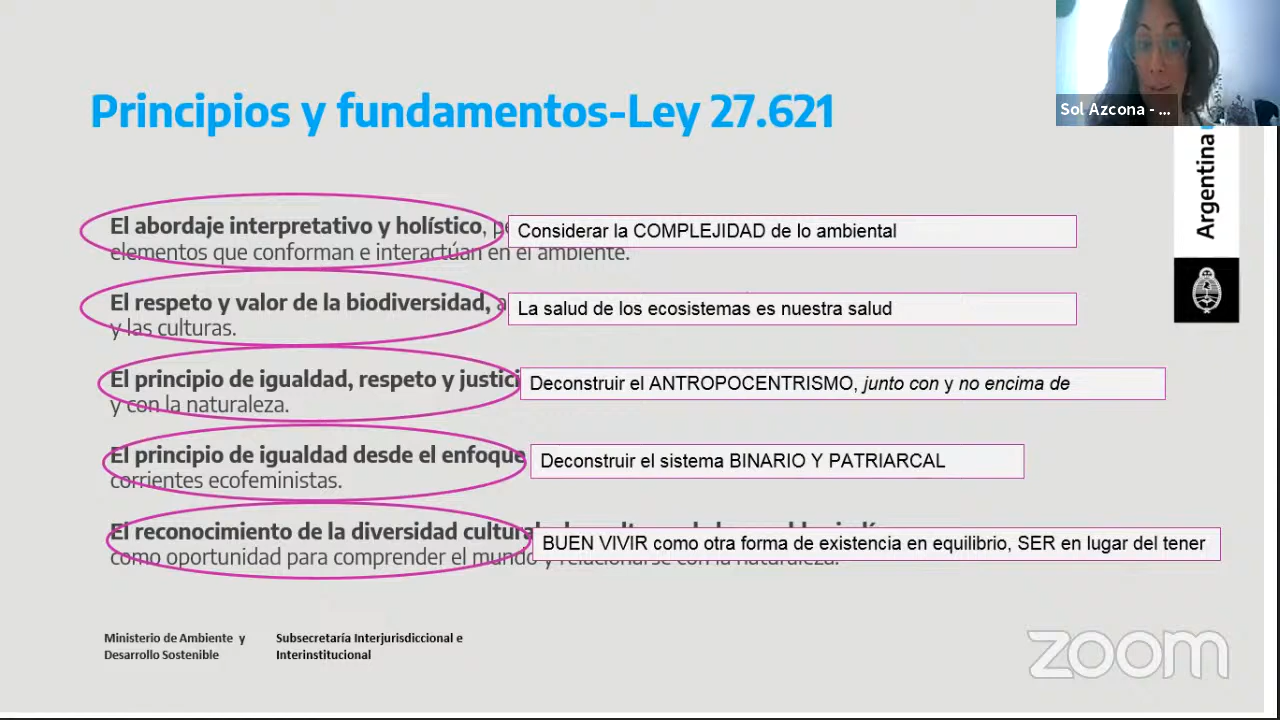 Principios y fundamentos-Ley 27.621
Sol Azcona - ...
Argentina
El abordaje interpretativo y holístico,
Considerar la COMPLEJIDAD de lo ambiental
elementos que conforman e interactúan en el ambiente.
El respeto y valor de la biodiversidad,
La salud de los ecosistemas es nuestra salud
y las culturas.
El principio de igualdad, respeto y
Deconstruir el ANTROPOCENTRISMO, junto con y no encima de
y con la naturaleza.
El principio de igualdad desde el enfoque
Deconstruir el sistema BINARIO Y PATRIARCAL
corrientes ecofeministas.
El reconocimiento de la diversidad
BUEN VIVIR como otra forma de existencia en equilibrio, SER en lugar del tener
como oportunidad para comprender el mundo y relacionarse con la naturaleza.
Ministerio de Ambiente y
Desarrollo Sostenible
Subsecretaría Interjurisdiccional e
Interinstitucional
zoom